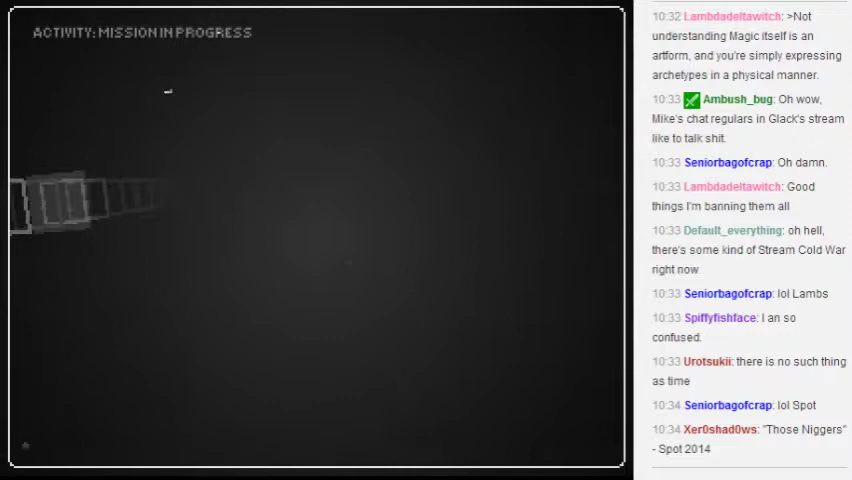 ACTIVITY: MISSION IN PROGRESS
10:32 Lambdadeltawitch: >Not
understanding Magic itself is an
artform, and you're simply expressing
archetypes in a physical manner.
10:33 Ambush_bug: Oh wow,
Mike's chat regulars in Glack's stream
like to talk shit.
10:33 Seniorbagofcrap: Oh damn.
10:33 Lambdadeltawitch: Good
things I'm banning them all
10:33 Default_everything: oh hell,
there's some kind of Stream Cold War
right now
10:33 Seniorbagofcrap: lol Lambs
10:33 Spiffyfishface: I an so
confused.
10:33 Urotsukii: there is no such thing
as time
10:34 Seniorbagofcrap: lol Spot
10:34 Xer0shad0ws: "Those Niggers"
- Spot 2014